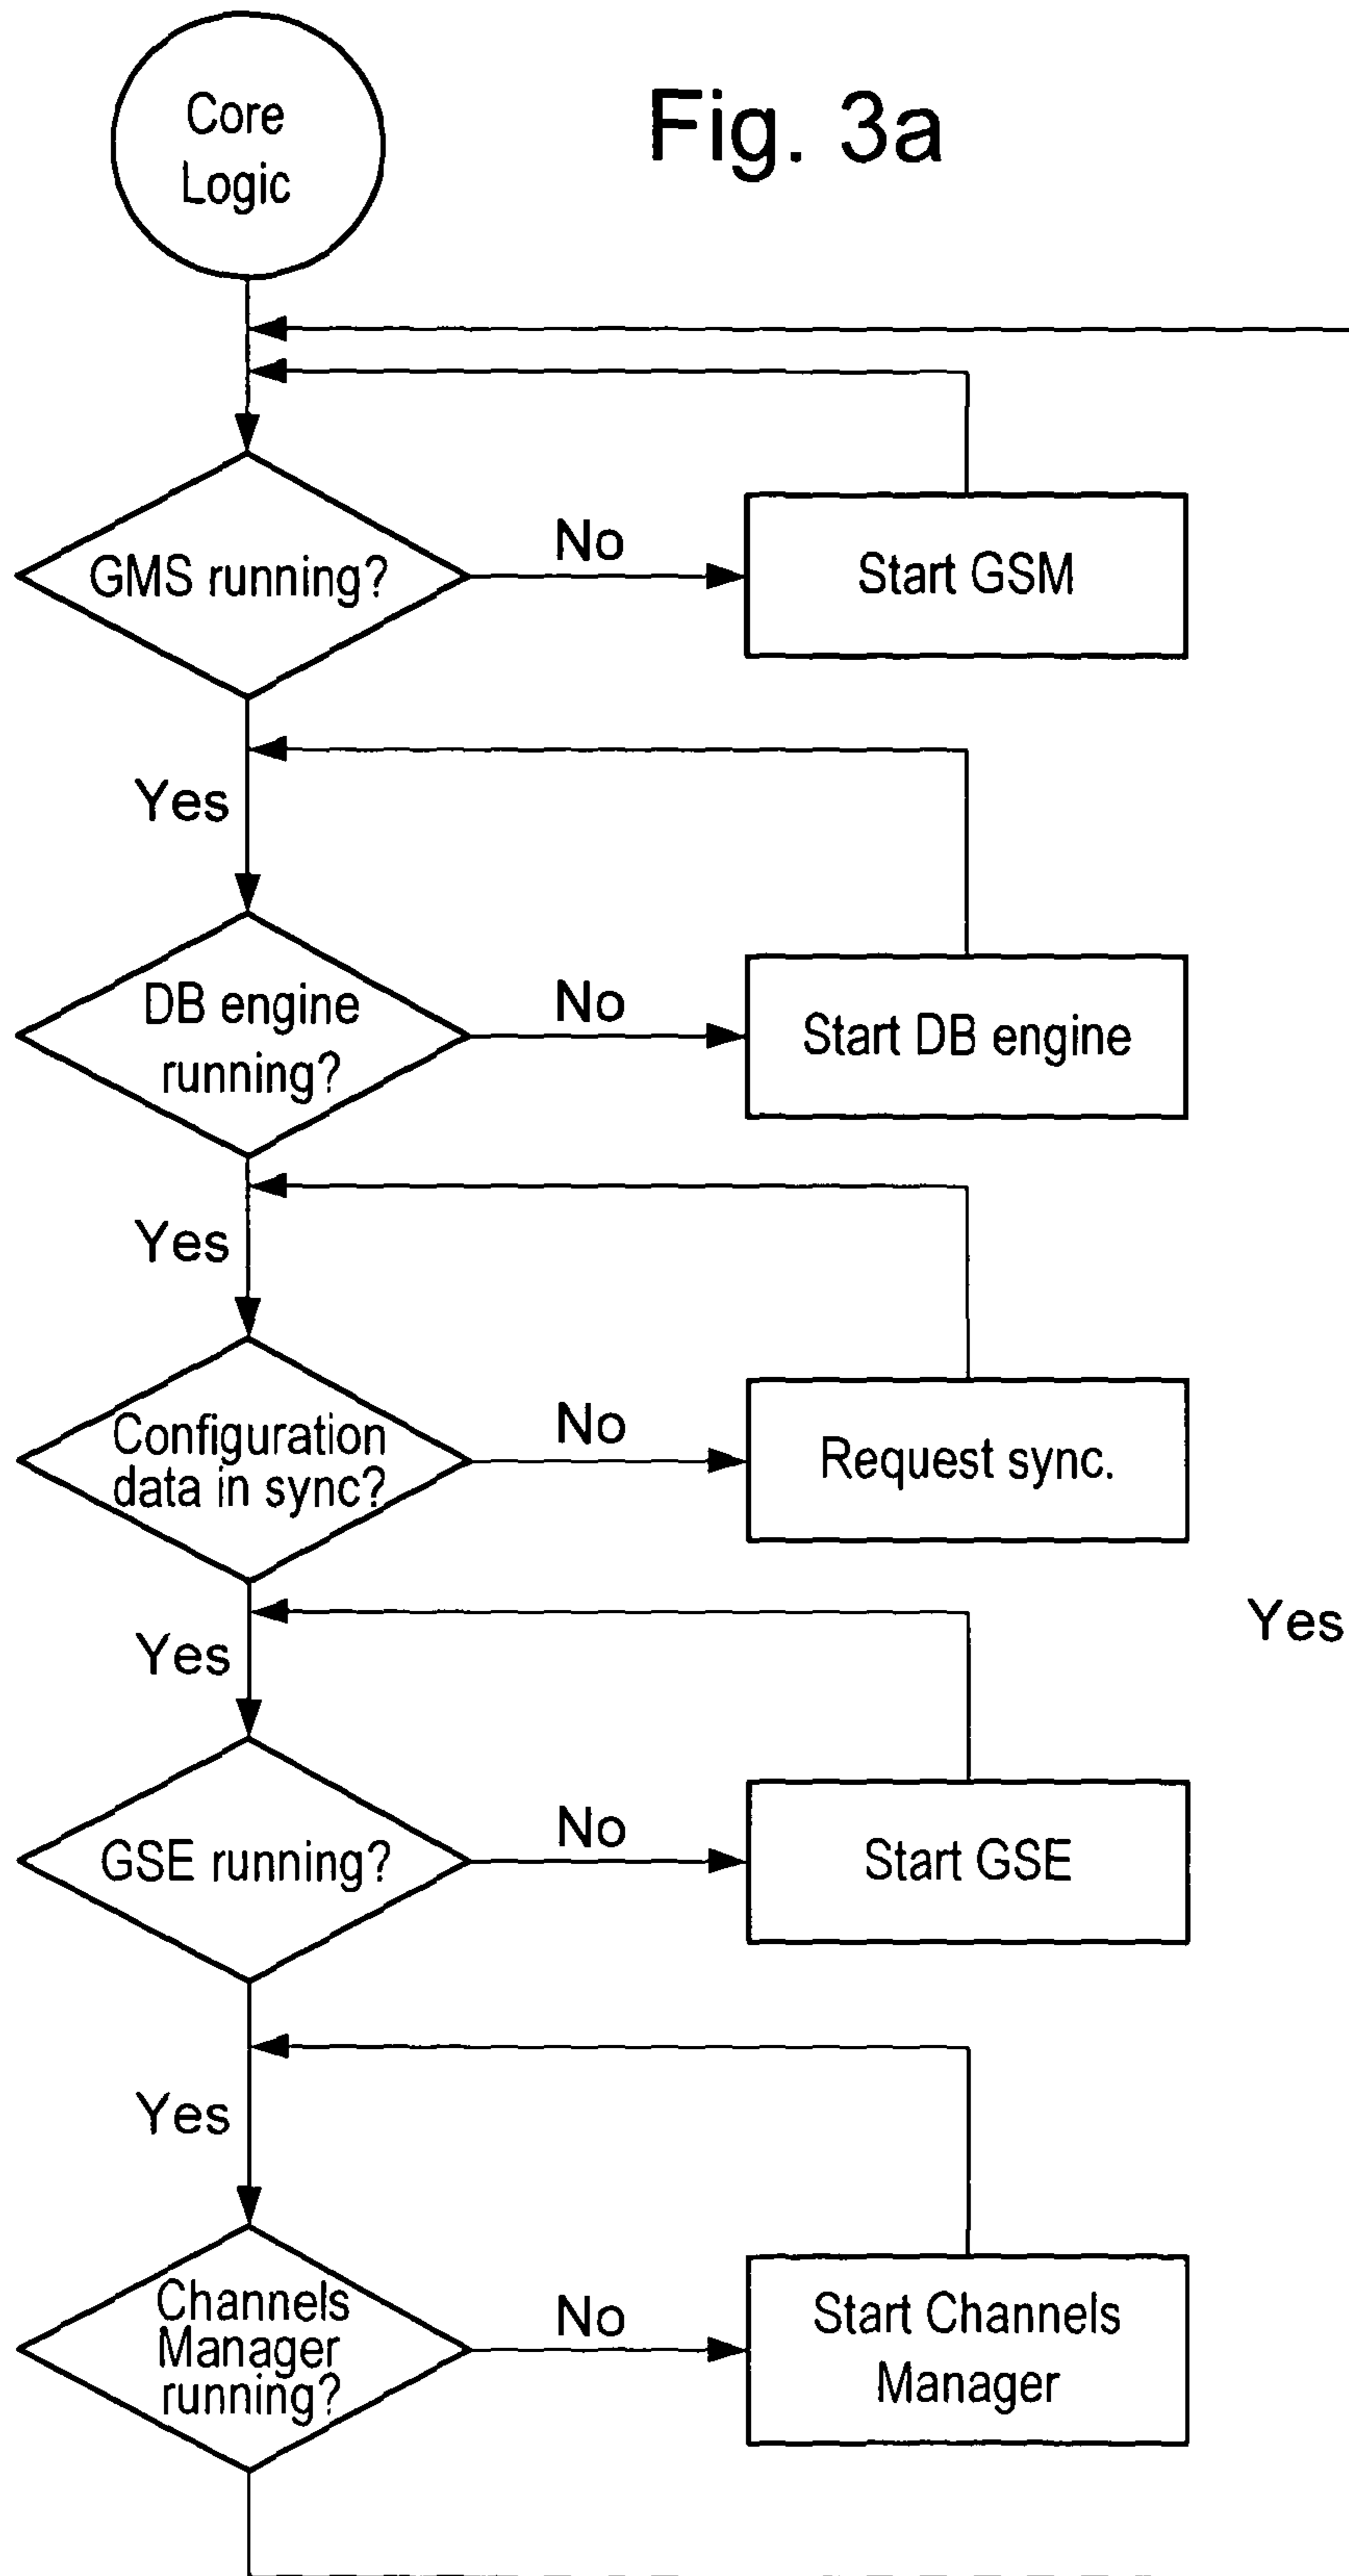 Core
Logic
Fig. 3a
GMS running?
No
Start GSM
Yes
DB engine
running?
No
Start DB engine
Yes
Configuration
data in sync?
No
Request sync.
Yes
Yes
GSE running?
No
Start GSE
Yes
Channels
Manager
running?
No
Start Channels
Manager